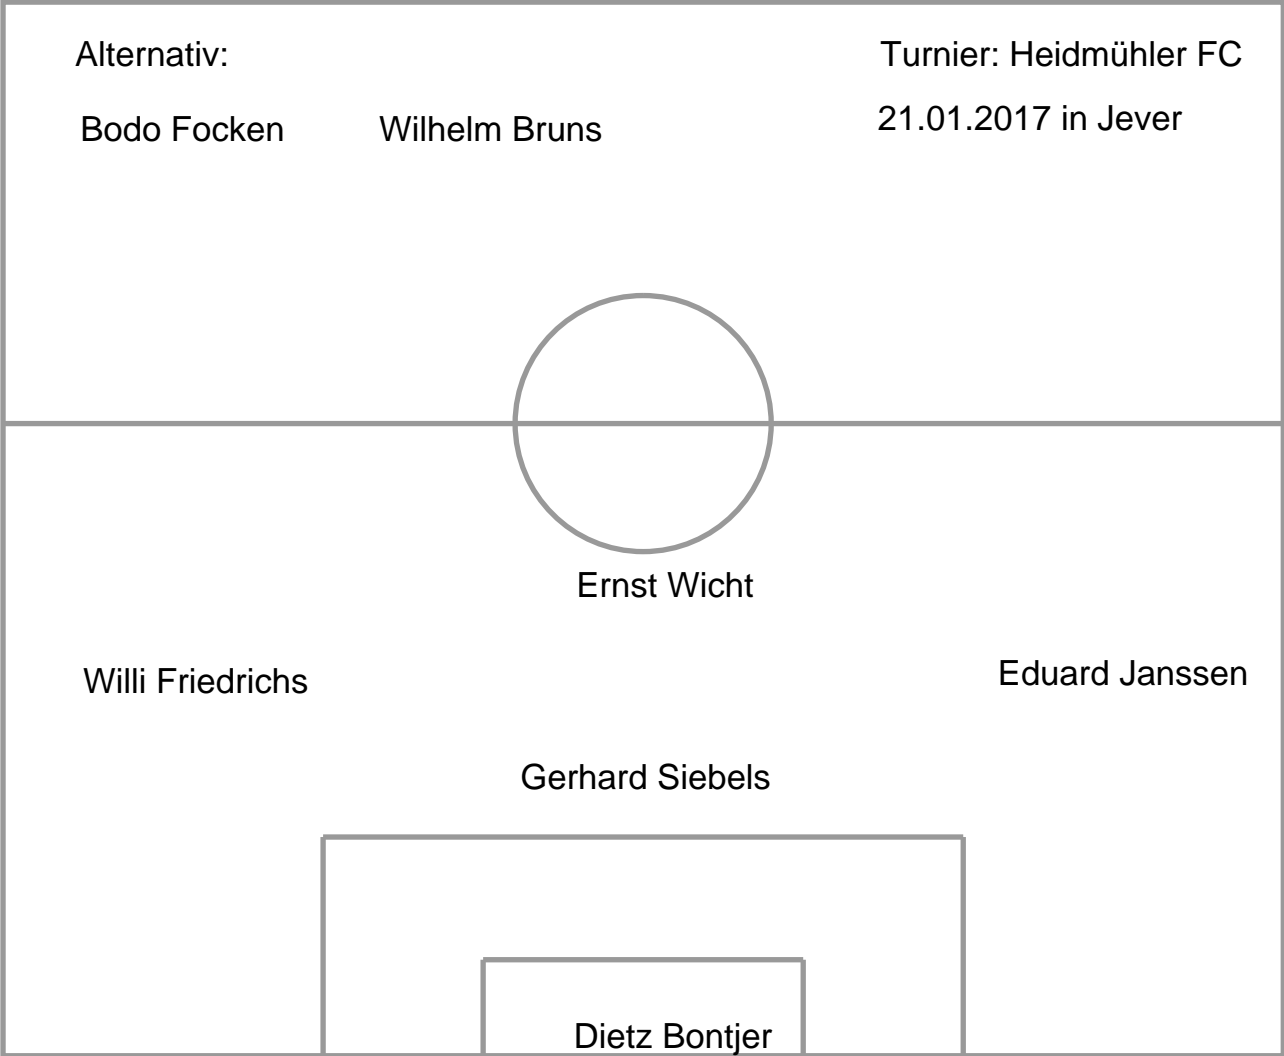 Alternativ:
Turnier: Heidmühler FC
Bodo Focken Wilhelm Bruns
21.01.2017 in Jever
Ernst Wicht
Willi Friedrichs
Eduard Janssen
Gerhard Siebels
Dietz Bontjer